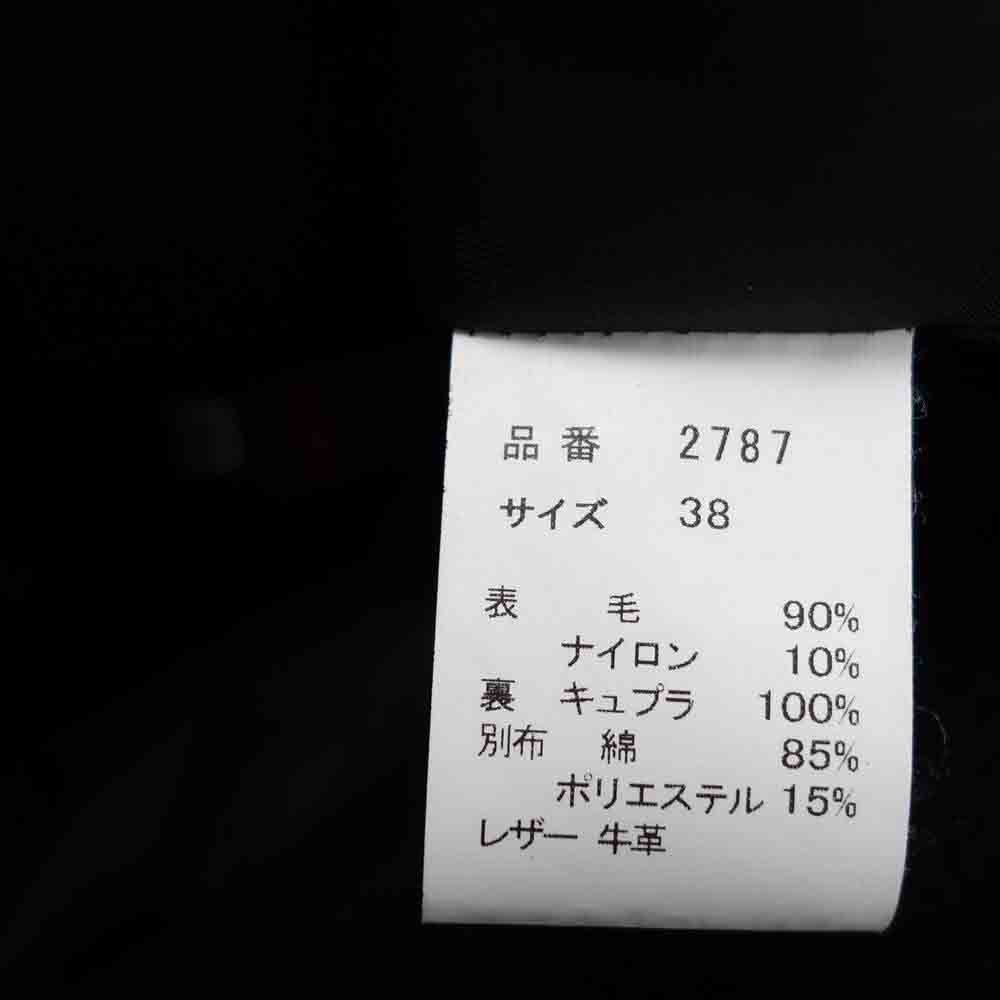 品番 2787
サイズ 38
表 毛 90%
ナイロン 10%
裏 キュプラ 100%
別布 綿 85%
ポリエステル 15%
レザー 牛革